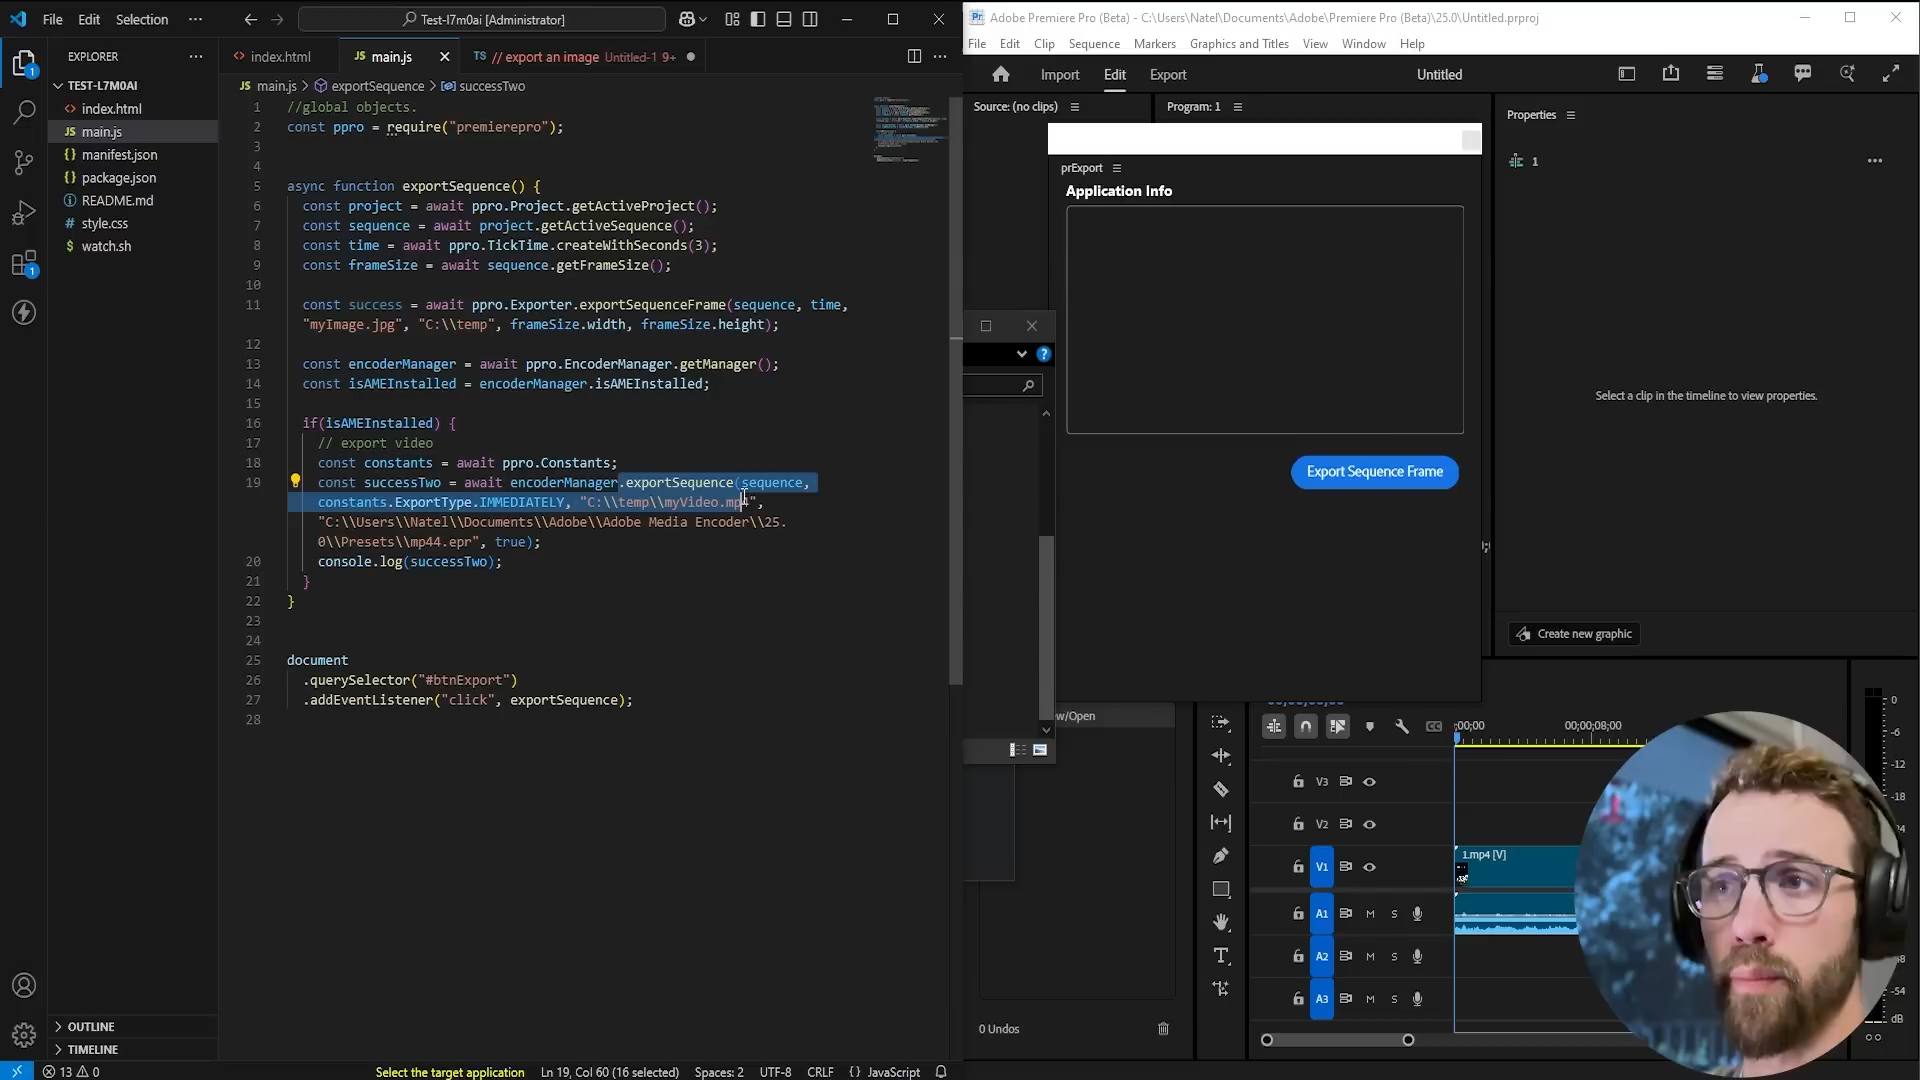 File Edit Selection ···
Test-l7m0ai [Administrator]
EXPLORER ···
TEST-L7M0AI
index.html
main.js
manifest.json
package.json
README.md
style.css
watch.sh
OUTLINE
TIMELINE
index.html
JS main.js
TS // export an image Untitled-1 9+
JS main.js > exportSequence > successTwo
1 //global objects.
2 const ppro = require("premierepro");
3
4
5 async function exportSequence() {
6 const project = await ppro.Project.getActiveProject();
7 const sequence = await project.getActiveSequence();
8 const time = await ppro.TickTime.createWithSeconds(3);
9 const frameSize = await sequence.getFrameSize();
10
11 const success = await ppro.Exporter.exportSequenceFrame(sequence, time,
"myImage.jpg", "C:\\temp", frameSize.width, frameSize.height);
12
13 const encoderManager = await ppro.EncoderManager.getManager();
14 const isAMEInstalled = encoderManager.isAMEInstalled;
15
16 if(isAMEInstalled) {
17 // export video
18 const constants = await ppro.Constants;
19 const successTwo = await encoderManager.exportSequence(sequence,
constants.ExportType.IMMEDIATELY, "C:\\temp\\myVideo.mp4",
"C:\\Users\\Natel\\Documents\\Adobe\\Adobe Media Encoder\\25.
0\\Presets\\mp44.epr", true);
20 console.log(successTwo);
21 }
22 }
23
24
25 document
26 .querySelector("#btnExport")
27 .addEventListener("click", exportSequence);
28
13 0
Select the target application
Ln 19, Col 60 (16 selected)
Spaces: 2
UTF-8
CRLF
{} JavaScript
Pr Adobe Premiere Pro (Beta) - C:\Users\Natel\Documents\Adobe\Premiere Pro (Beta)\25.0\Untitled.prproj
File Edit Clip Sequence Markers Graphics and Titles View Window Help
Import Edit Export
Untitled
Source: (no clips)
Program: 1
Properties
1
prExport
Application Info
Export Sequence Frame
Select a clip in the timeline to view properties.
Create new graphic
w/Open
0 Undos
:00;00
00;00;08;00
V3
V2
V1
1.mp4 [V]
A1 M S
A2 M S
A3 M S
0
-6
-12
-18
24
-54
dB